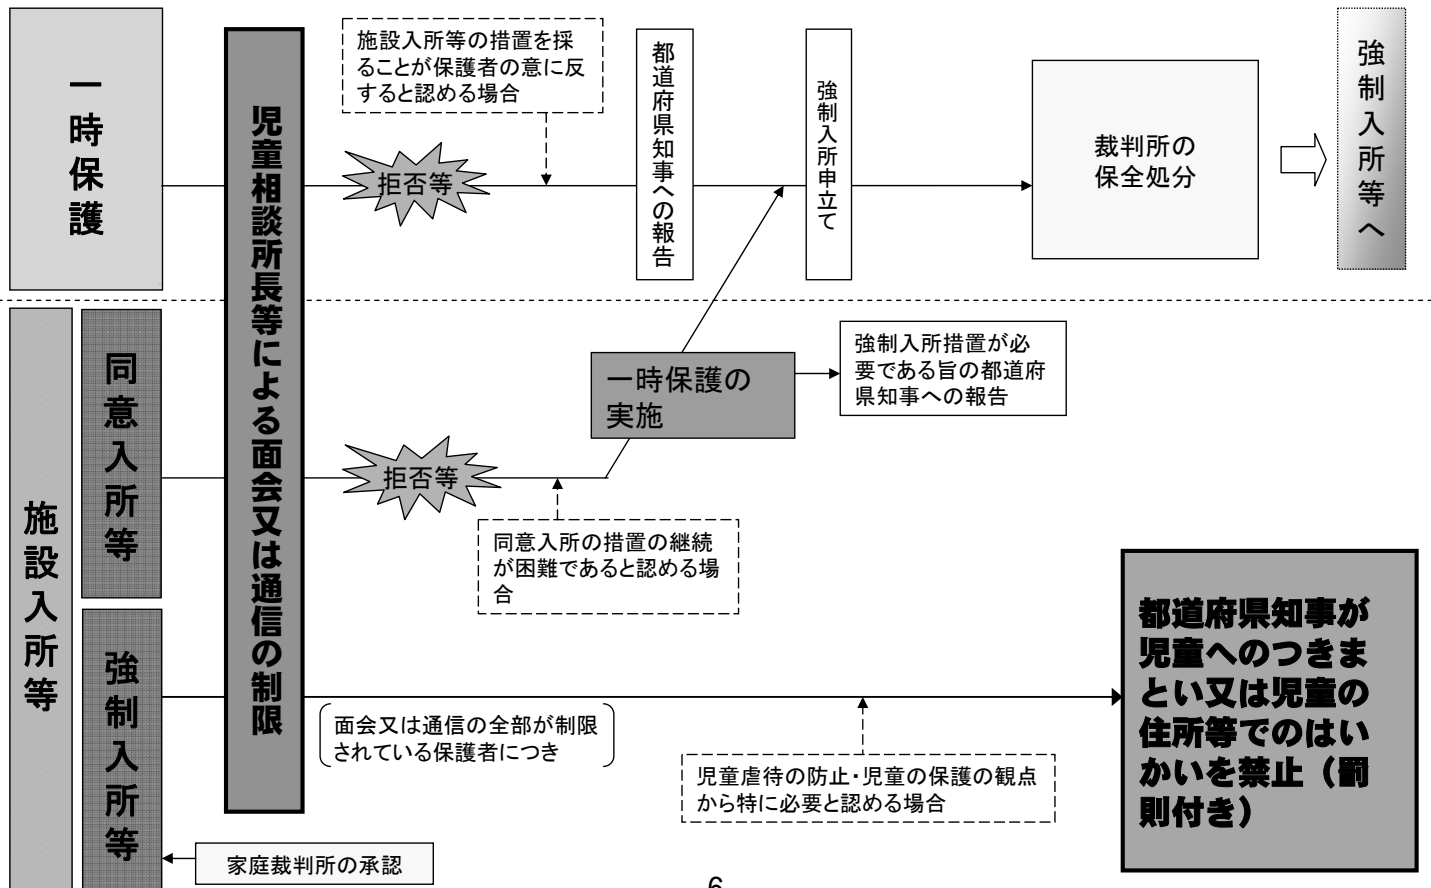 一時保護
児童相談所長等による面会又は通信の制限
施設入所等の措置を採
ることが保護者の意に反
すると認める場合
拒否等
都道府県知事への報告
強制入所申立て
裁判所の
保全処分
強制入所等へ
施設入所等
同意入所等
拒否等
同意入所の措置の継続
が困難であると認める場
合
一時保護の
実施
強制入所措置が必
要である旨の都道府
県知事への報告
強制入所等
家庭裁判所の承認
面会又は通信の全部が制限
されている保護者につき
児童虐待の防止・児童の保護の観点
から特に必要と認める場合
都道府県知事が
児童へのつきま
とい又は児童の
住所等でのはい
かいを禁止（罰
則付き）
6